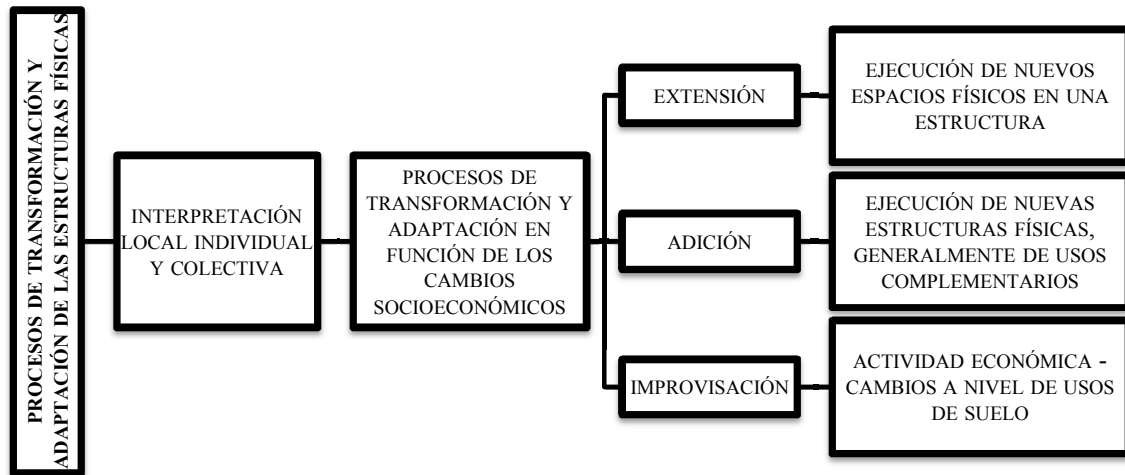 PROCESOS DE TRANSFORMACIÓN Y
ADAPTACIÓN DE LAS ESTRUCTURAS FÍSICAS
INTERPRETACIÓN
LOCAL INDIVIDUAL
Y COLECTIVA
PROCESOS DE
TRANSFORMACIÓN Y
ADAPTACIÓN EN
FUNCIÓN DE LOS
CAMBIOS
SOCIOECONÓMICOS
EXTENSIÓN
EJECUCIÓN DE NUEVOS
ESPACIOS FÍSICOS EN UNA
ESTRUCTURA
ADICIÓN
EJECUCIÓN DE NUEVAS
ESTRUCTURAS FÍSICAS,
GENERALMENTE DE USOS
COMPLEMENTARIOS
IMPROVISACIÓN
ACTIVIDAD ECONÓMICA -
CAMBIOS A NIVEL DE USOS
DE SUELO